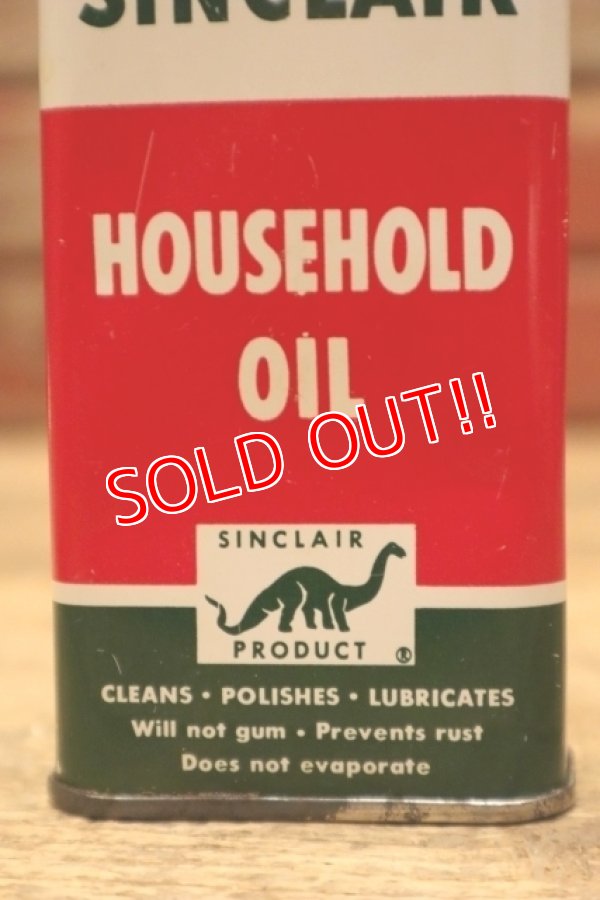 SINCLAIR
HOUSEHOLD
OIL
SOLD OUT!!
SINCLAIR
PRODUCT ®
CLEANS • POLISHES • LUBRICATES
Will not gum • Prevents rust
Does not evaporate